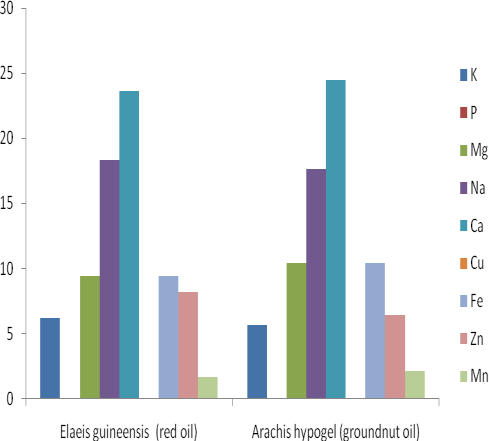 30
25
20
15
10
5
0
Elaeis guineensis (red oil)
Arachis hypogel (groundnut oil)
K
P
Mg
Na
Ca
Cu
Fe
Zn
Mn